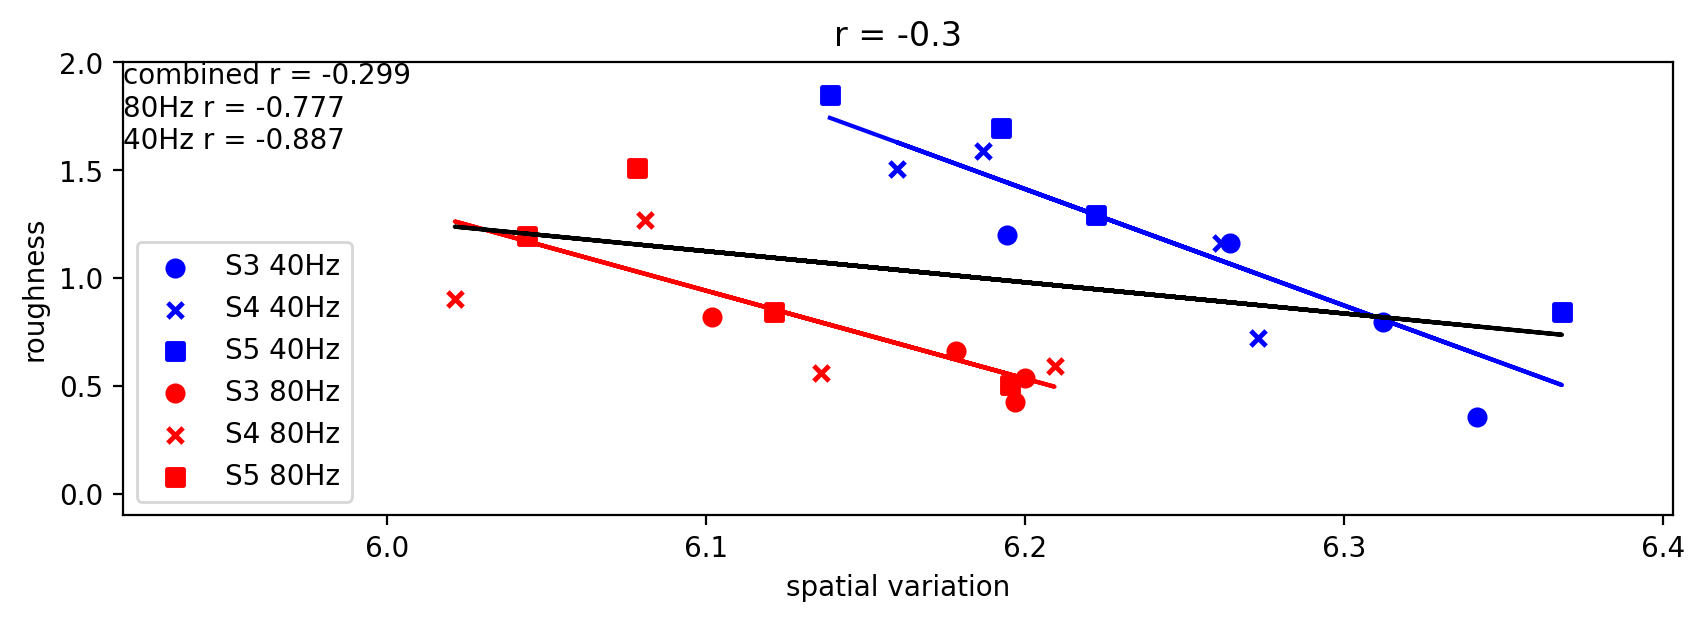 r = -0.3
combined r = -0.299
80Hz r = -0.777
40Hz r = -0.887
2.0
1.5
1.0
0.5
0.0
roughness
S3 40Hz
S4 40Hz
S5 40Hz
S3 80Hz
S4 80Hz
S5 80Hz
6.0 6.1 6.2 6.3 6.4
spatial variation